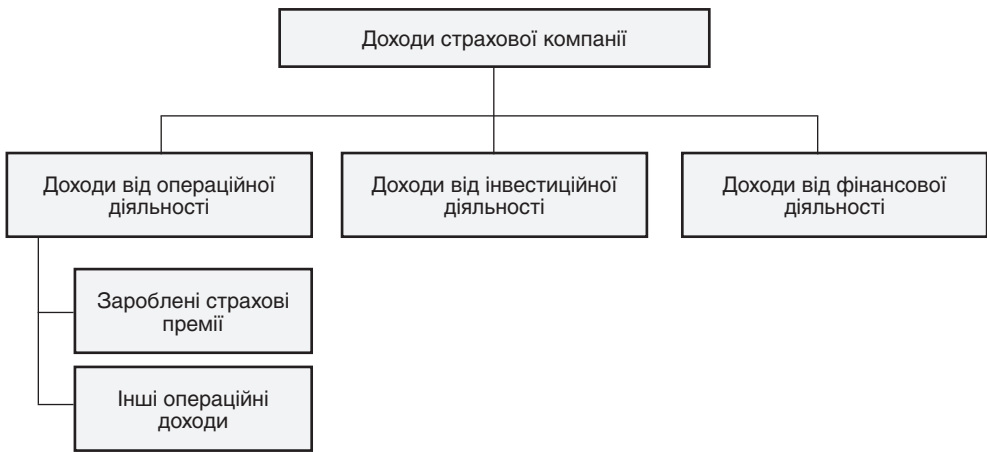 Доходи страхової компанії
Доходи від операційної
діяльності
Доходи від інвестиційної
діяльності
Доходи від фінансової
діяльності
Зароблені страхові
премії
Інші операційні
доходи